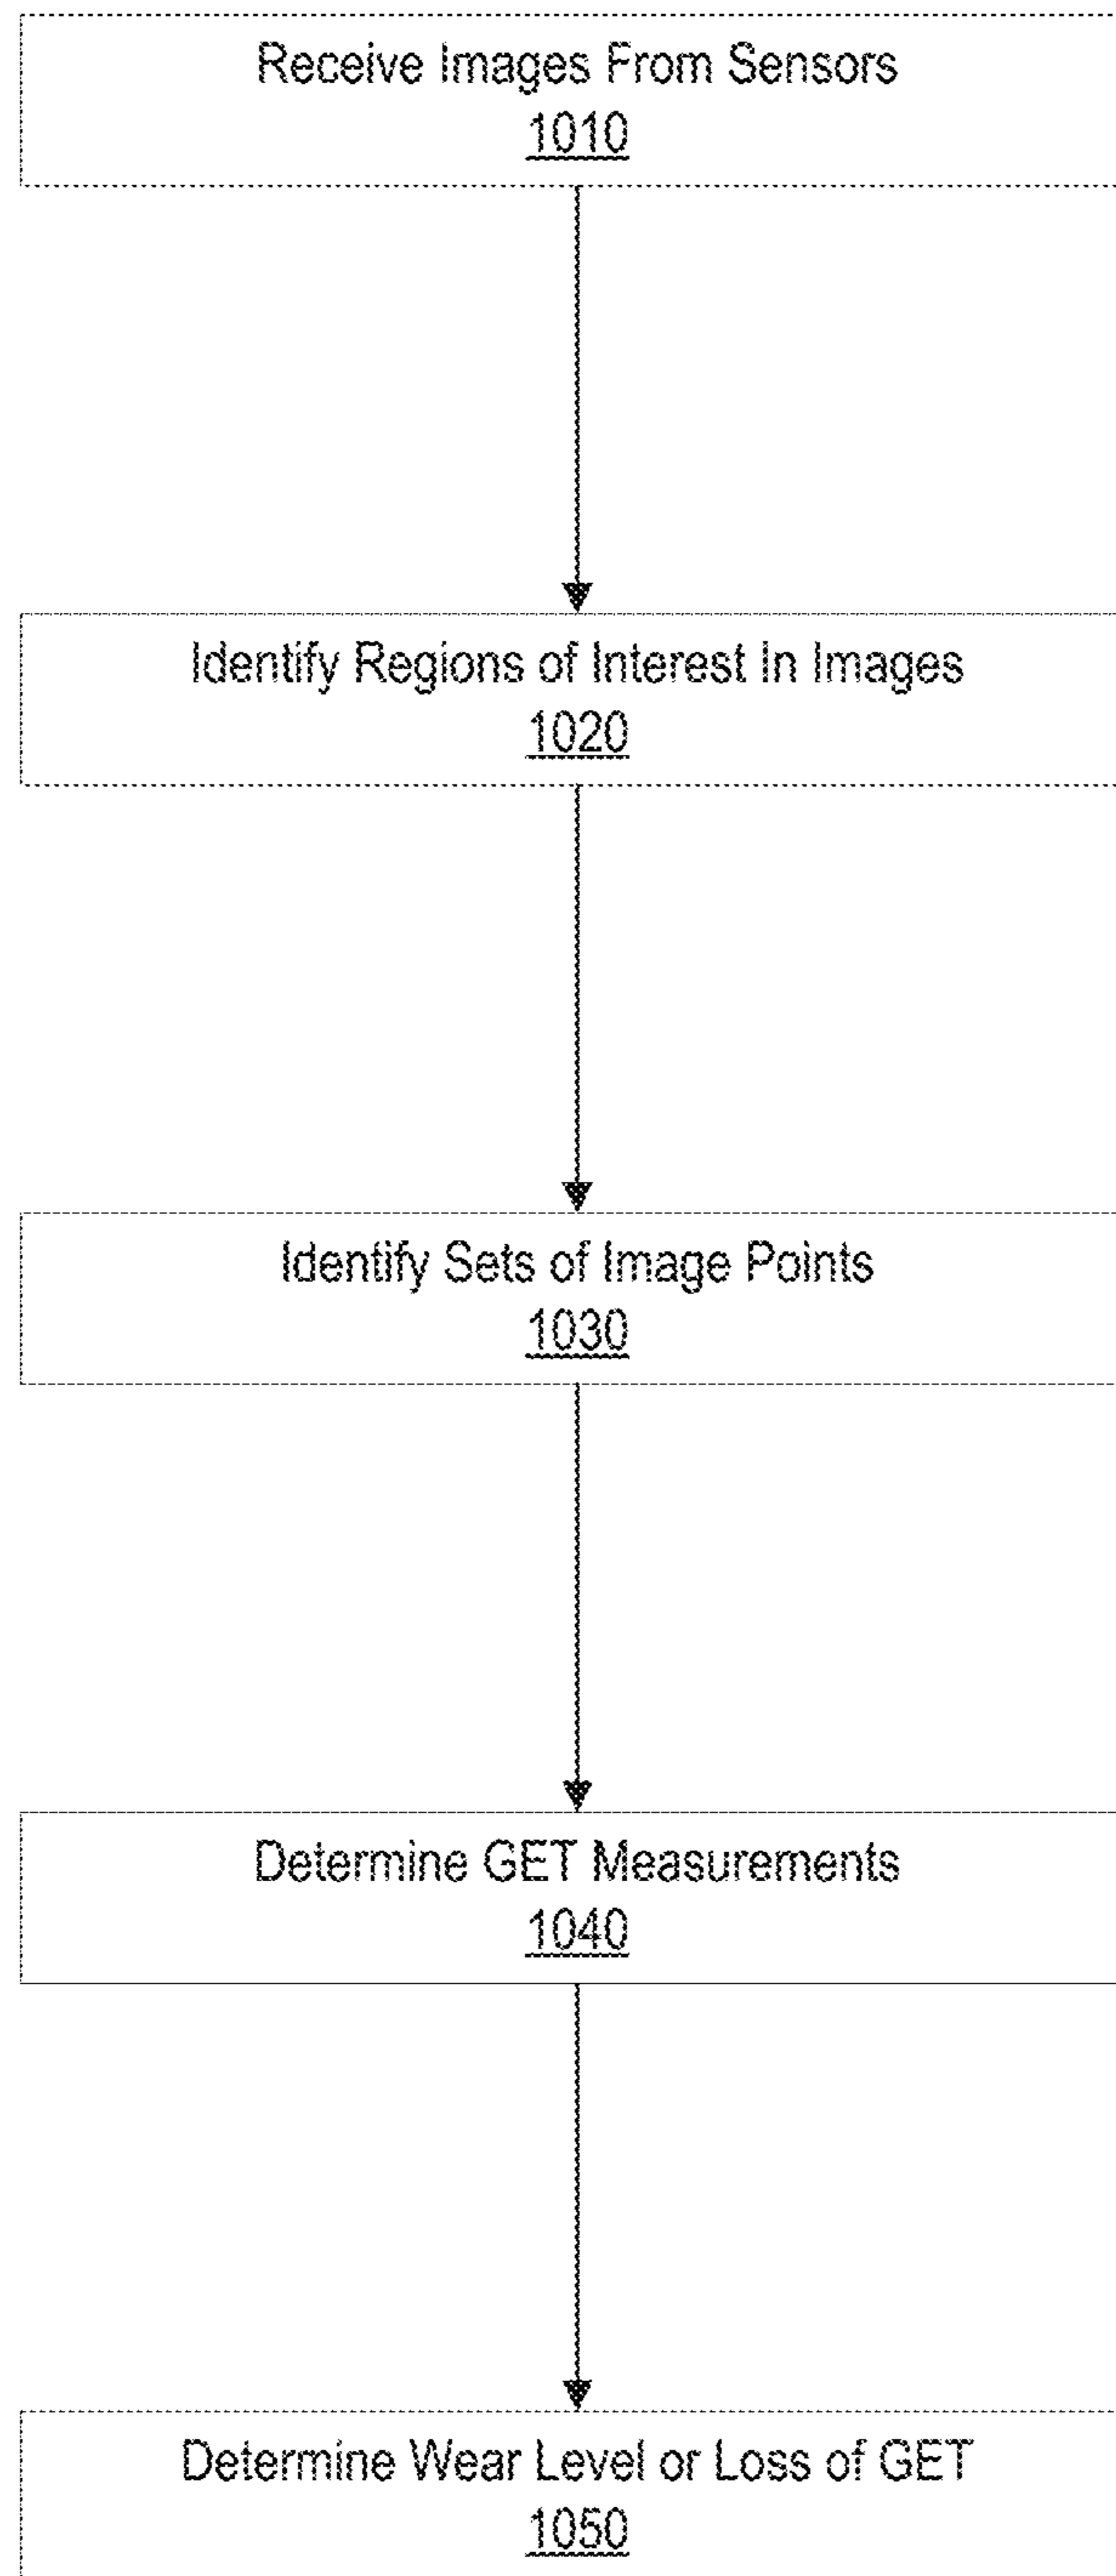 Receive Images From Sensors
1010
Identify Regions of Interest In Images
1020
Identify Sets of Image Points
1030
Determine GET Measurements
1040
Determine Wear Level or Loss of GET
1050